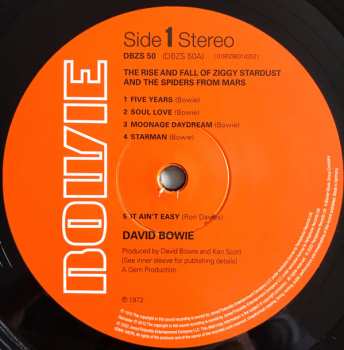 BOWIE
Side 1 Stereo
DBZS 50 (DBZS 50A)
THE RISE AND FALL OF ZIGGY STARDUST
AND THE SPIDERS FROM MARS
1 FIVE YEARS (Bowie)
2 SOUL LOVE (Bowie)
3 MOONAGE DAYDREAM (Bowie)
4 STARMAN (Bowie)
5 IT AIN'T EASY (Ron Davies)
DAVID BOWIE
Produced by David Bowie and Ken Scott
(See inner sleeve for publishing details)
A Gem Production
℗ 1972